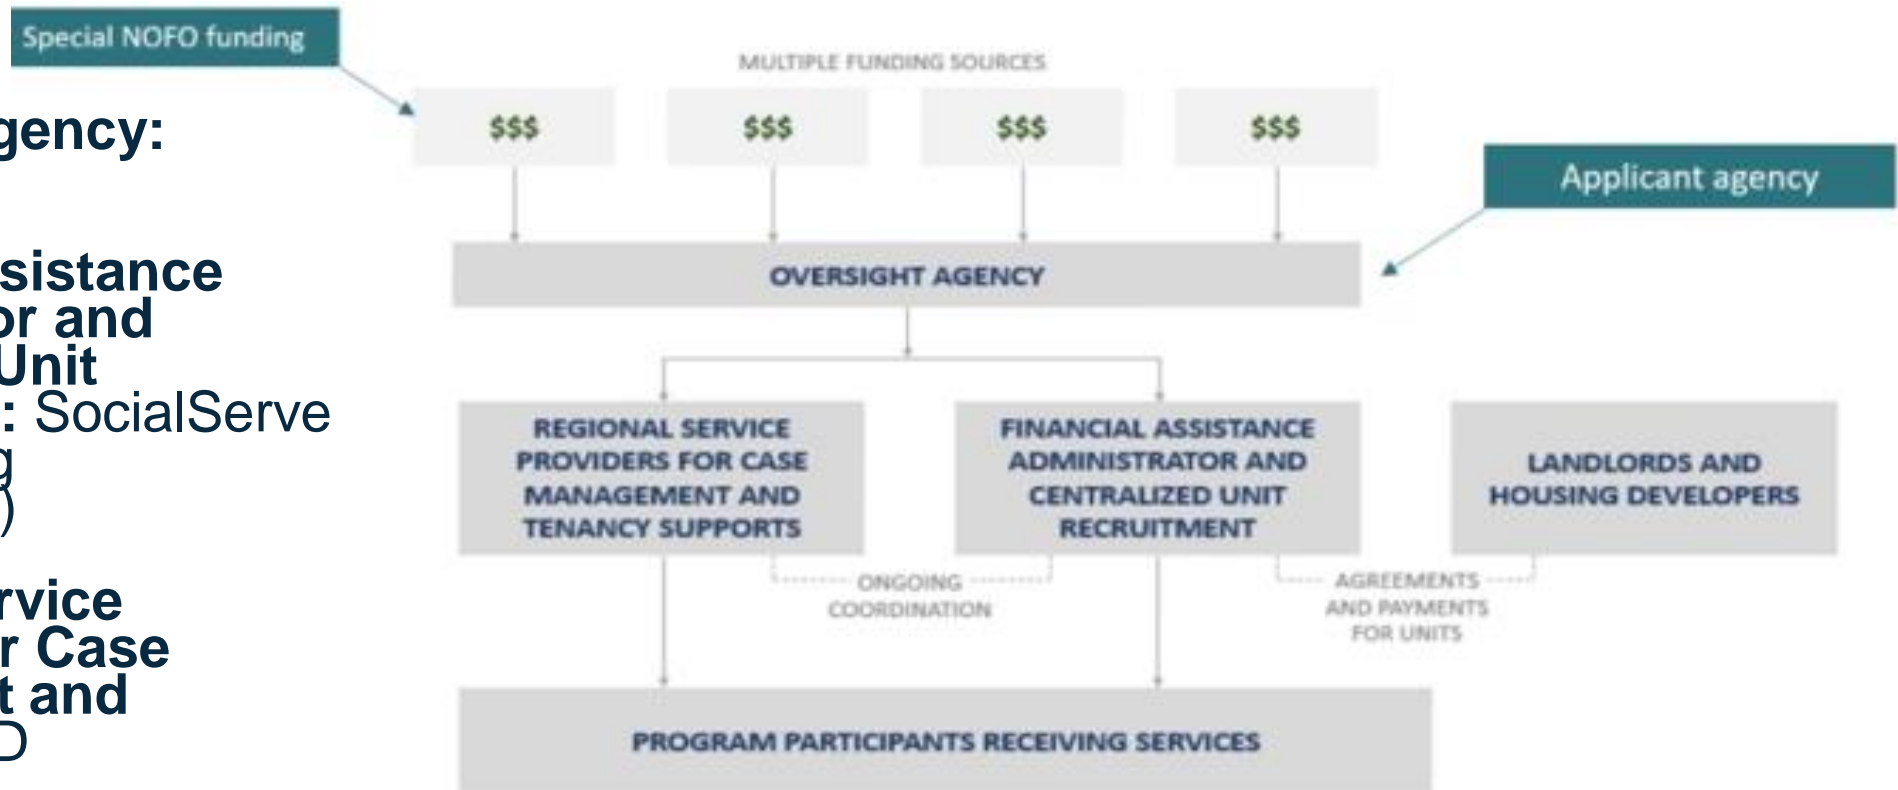 Special NOFO funding
MULTIPLE FUNDING SOURCES
$$$ $$$ $$$ $$$
Applicant agency
OVERSIGHT AGENCY
REGIONAL SERVICE
PROVIDERS FOR CASE
MANAGEMENT AND
TENANCY SUPPORTS
FINANCIAL ASSISTANCE
ADMINISTRATOR AND
CENTRALIZED UNIT
RECRUITMENT
LANDLORDS AND
HOUSING DEVELOPERS
ONGOING
COORDINATION
AGREEMENTS
AND PAYMENTS
FOR UNITS
PROGRAM PARTICIPANTS RECEIVING SERVICES
gency:
sistance
or and
Unit
: SocialServe
g
)
rvice
r Case
t and
D